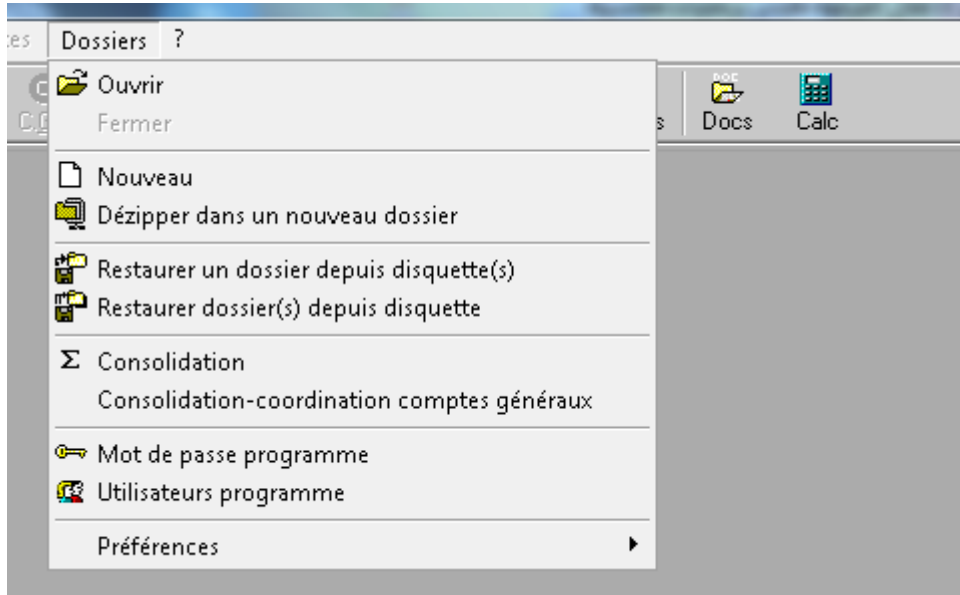 Dossiers ?
Ouvrir
Fermer
Docs Calc
Nouveau
Dézipper dans un nouveau dossier
Restaurer un dossier depuis disquette(s)
Restaurer dossier(s) depuis disquette
Σ Consolidation
Consolidation-coordination comptes généraux
Mot de passe programme
Utilisateurs programme
Préférences